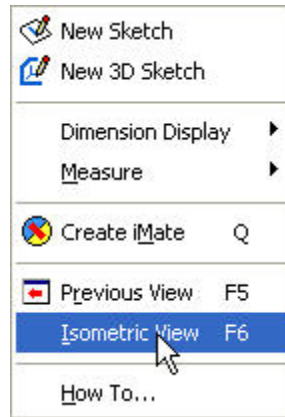 New Sketch
New 3D Sketch
Dimension Display
Measure
Create iMate Q
Previous View F5
Isometric View F6
How To...